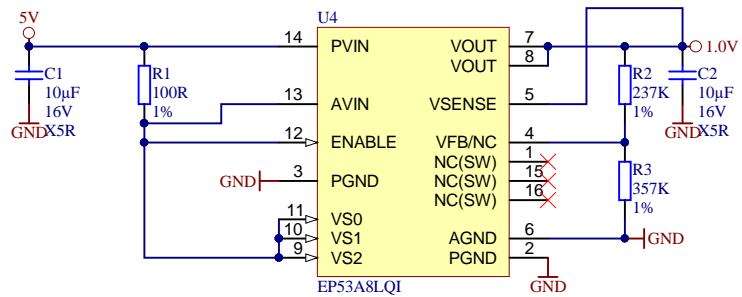 5V
U4
14
PVIN
VOUT
7
1.0V
VOUT
8
C1
10µF
16V
X5R
GND
R1
100R
1%
R2
237K
1%
C2
10µF
16V
X5R
GND
13
AVIN
VSENSE
5
12
ENABLE
VFB/NC
4
NC(SW)
1
GND
3
PGND
NC(SW)
15
NC(SW)
16
R3
357K
1%
11
VS0
10
VS1
AGND
6
GND
9
VS2
PGND
2
GND
EP53A8LQI